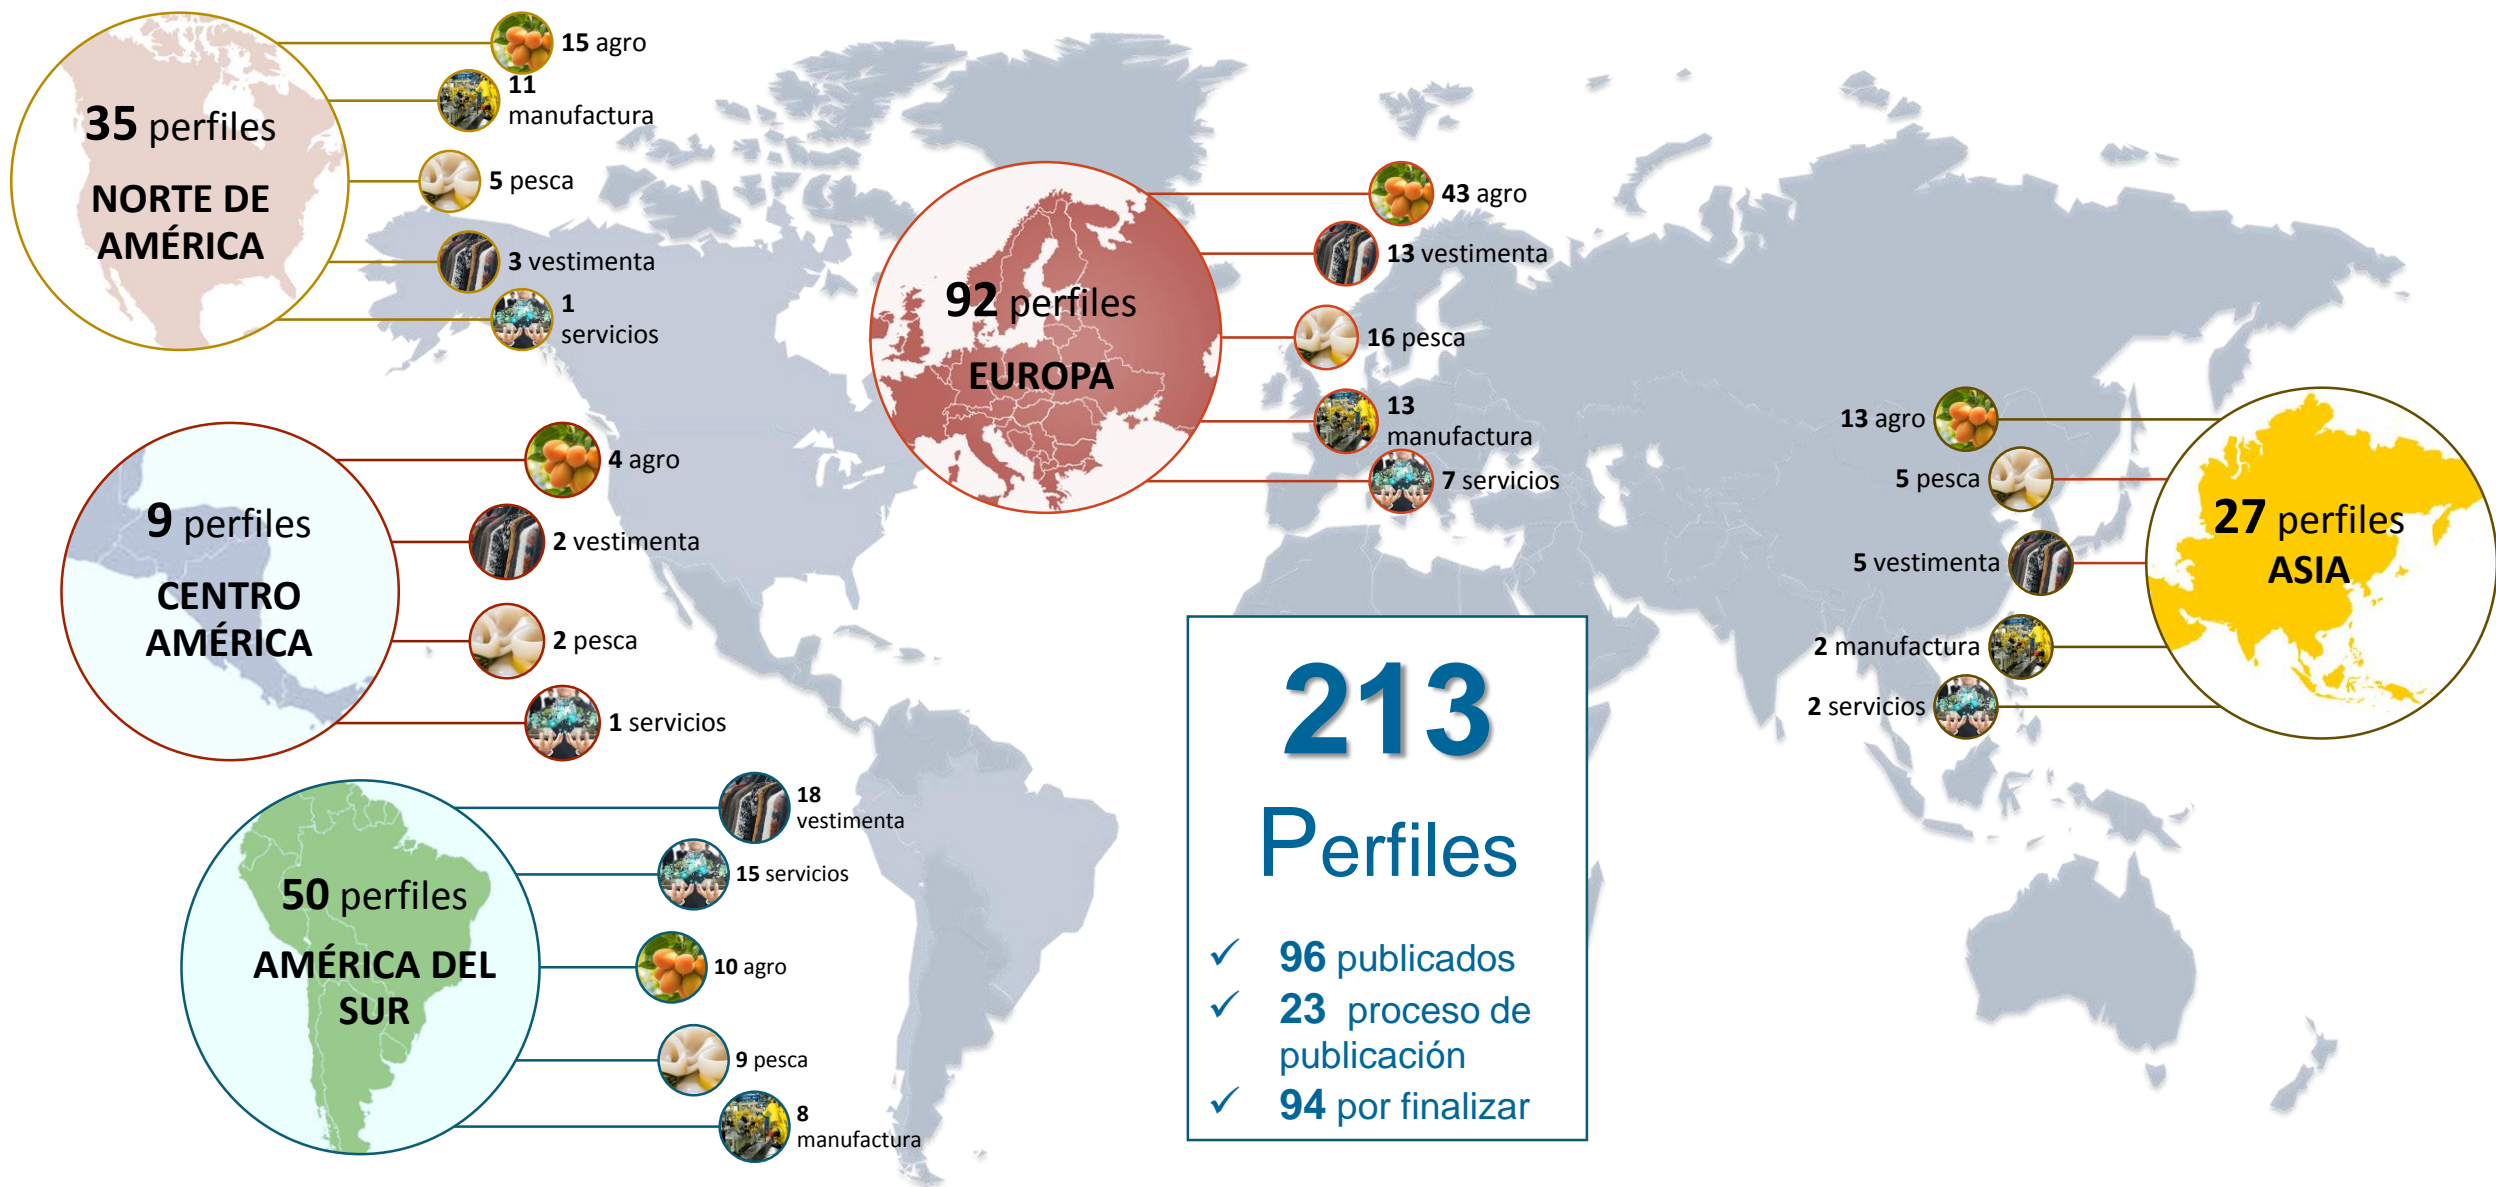 35 perfiles
NORTE DE
AMÉRICA
15 agro
11
manufactura
5 pesca
3 vestimenta
1
servicios
92 perfiles
EUROPA
43 agro
13 vestimenta
16 pesca
13
manufactura
7 servicios
9 perfiles
CENTRO
AMÉRICA
4 agro
2 vestimenta
2 pesca
1 servicios
27 perfiles
ASIA
13 agro
5 pesca
5 vestimenta
2 manufactura
2 servicios
50 perfiles
AMÉRICA DEL
SUR
18
vestimenta
15 servicios
10 agro
9 pesca
8
manufactura
213
Perfiles
✓ 96 publicados
✓ 23 proceso de
publicación
✓ 94 por finalizar